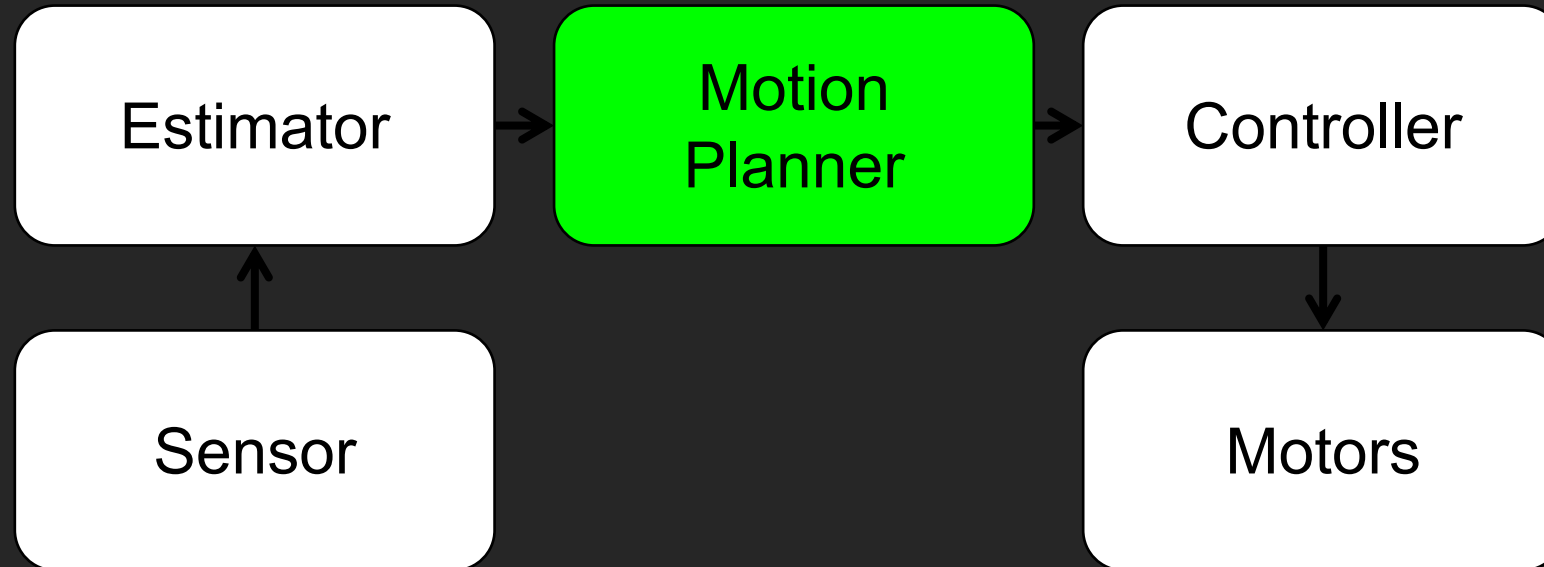 Estimator
Motion
Planner
Controller
Sensor
Motors